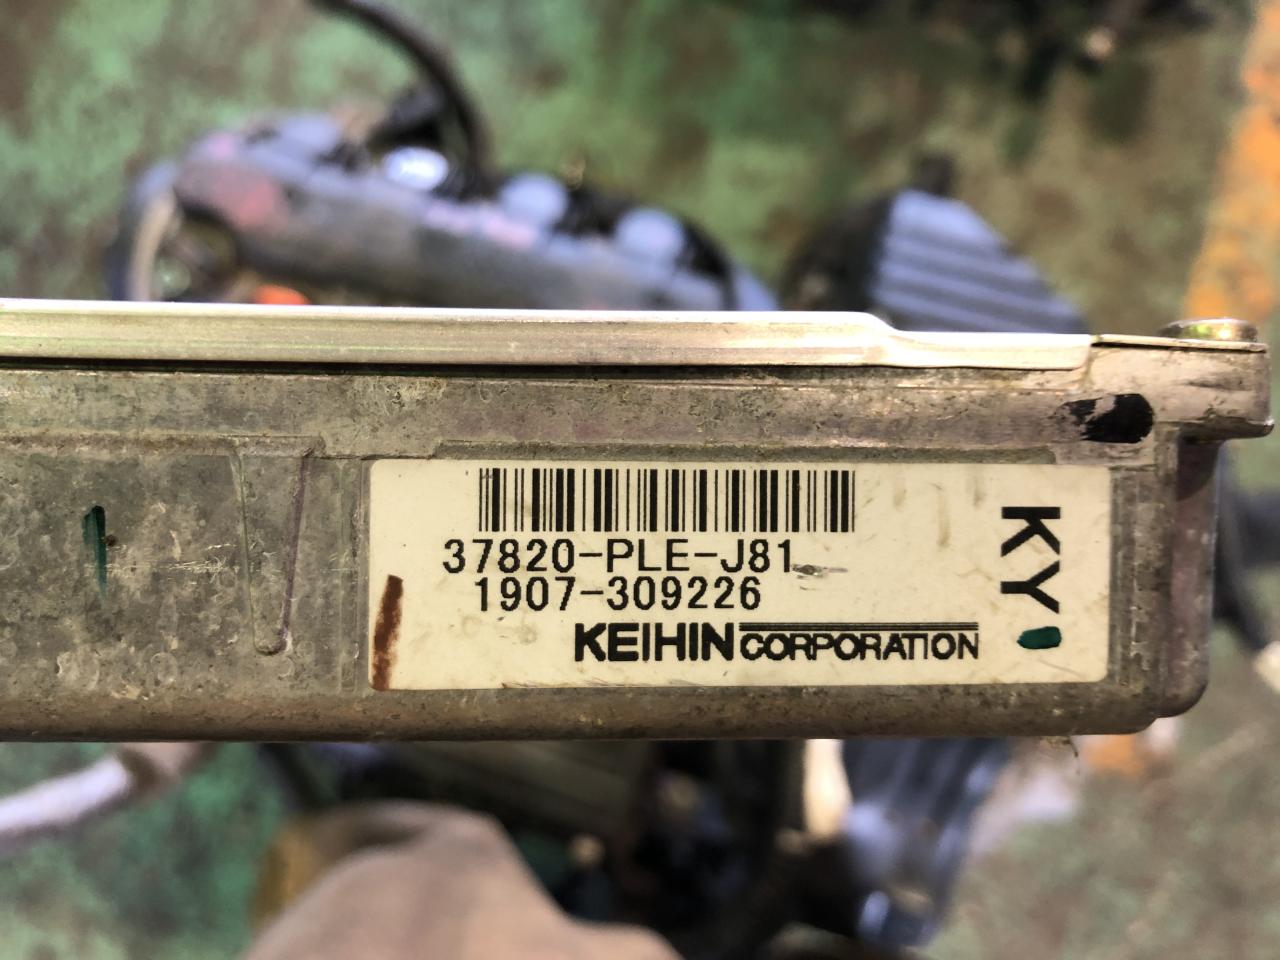 37820-PLE-J81
1907-309226
KEIHIN CORPORATION
KY